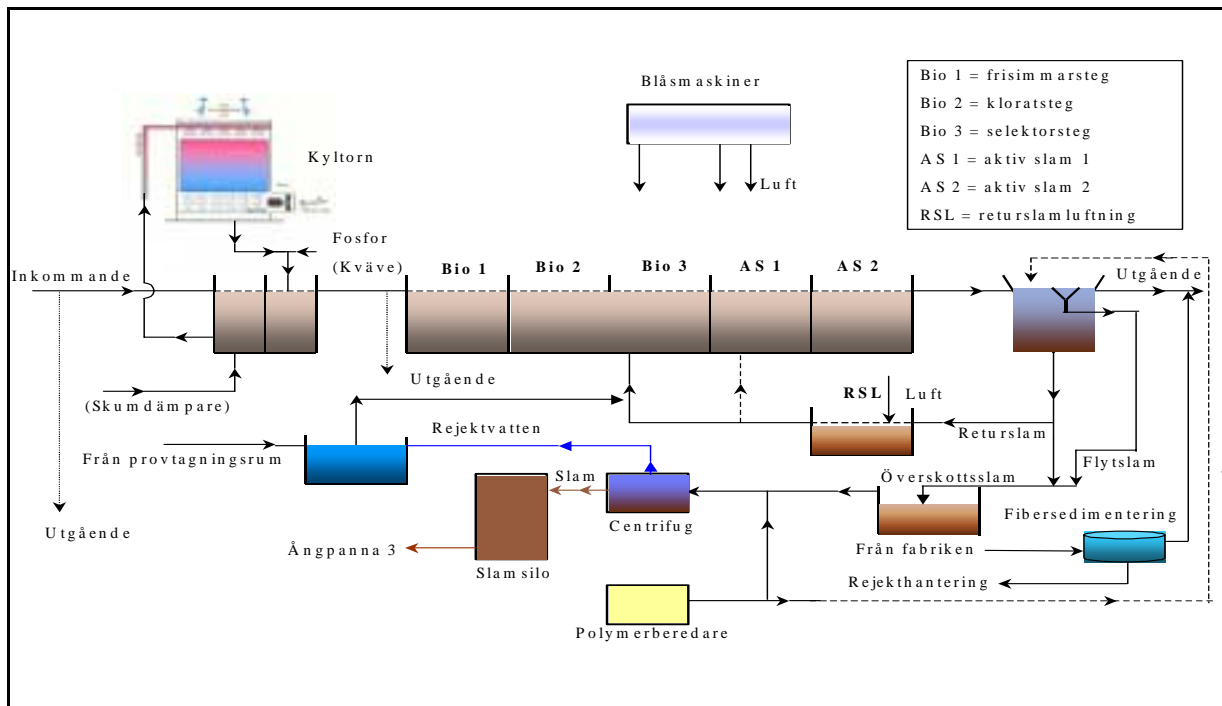 Blåsmaskiner
Luft
Bio 1 = frisimmarsteg
Bio 2 = kloratsteg
Bio 3 = selektorsteg
AS 1 = aktiv slam 1
AS 2 = aktiv slam 2
RSL = returslamluftning
Kyltorn
Fosfor
(Kväve)
Inkommande
Bio 1
Bio 2
Bio 3
AS 1
AS 2
Utgående
(Skumdämpare)
Utgående
RSL
Luft
Returslam
Från provtagningsrum
Rejektvatten
Flytslam
Slam
Överskottsslam
Centrifug
Fibersedimentering
Utgående
Ångpanna 3
Slamsilo
Från fabriken
Rejekthantering
Polymerberedare